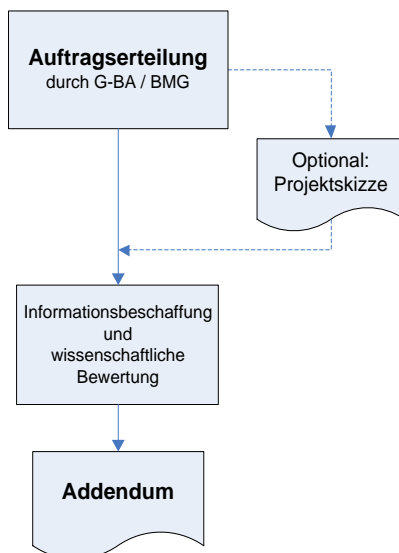 Auftragserteilung
durch G-BA / BMG
Optional:
Projektskizze
Informationsbeschaffung
und
wissenschaftliche
Bewertung
Addendum